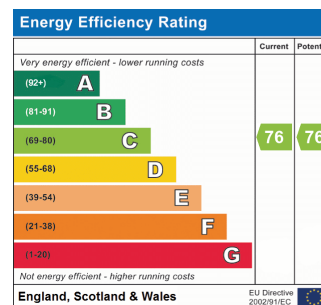 Energy Efficiency Rating
Current Poten
Very energy efficient - lower running costs
(92+) A
(81-91) B
(69-80) C 76 76
(55-68) D
(39-54) E
(21-38) F
(1-20) G
Not energy efficient - higher running costs
England, Scotland & Wales
EU Directive
2002/91/EC